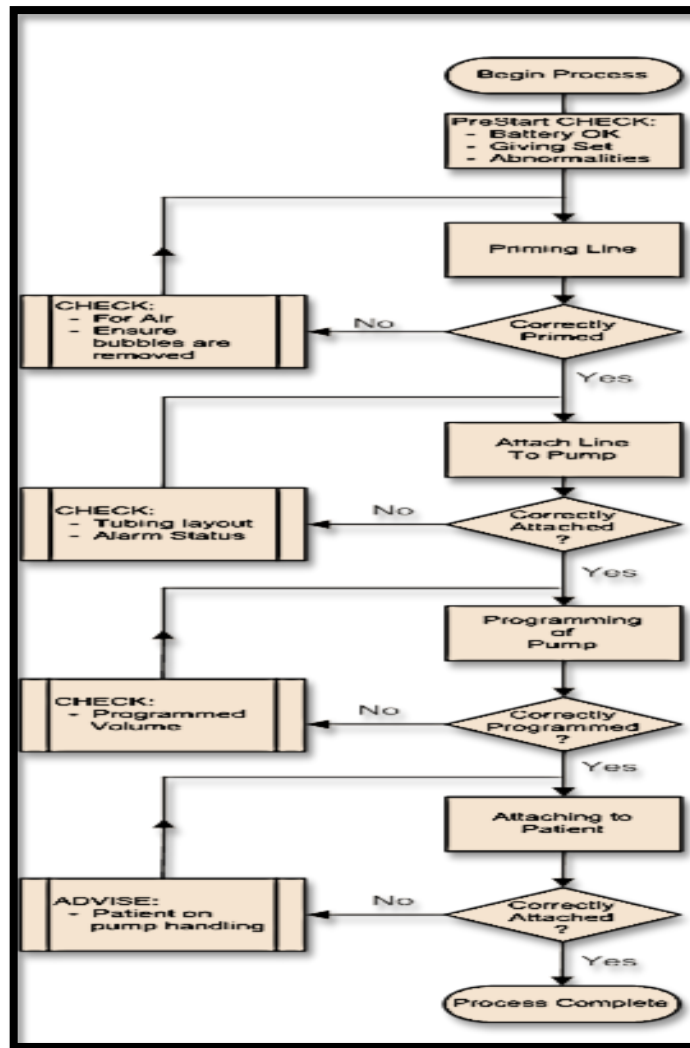 Begin Process
PreStart CHECK:
- Battery OK
- Giving Set
- Abnormalities
Priming Line
CHECK:
- For Air
- Ensure
bubbles are
removed
No
Correctly
Primed
Yes
Attach Line
To Pump
CHECK:
- Tubing layout
- Alarm Status
No
Correctly
Attached
?
Yes
Programming
of
Pump
CHECK:
- Programmed
Volume
No
Correctly
Programmed
?
Yes
Attaching to
Patient
ADVISE:
- Patient on
pump handling
No
Correctly
Attached
?
Yes
Process Complete